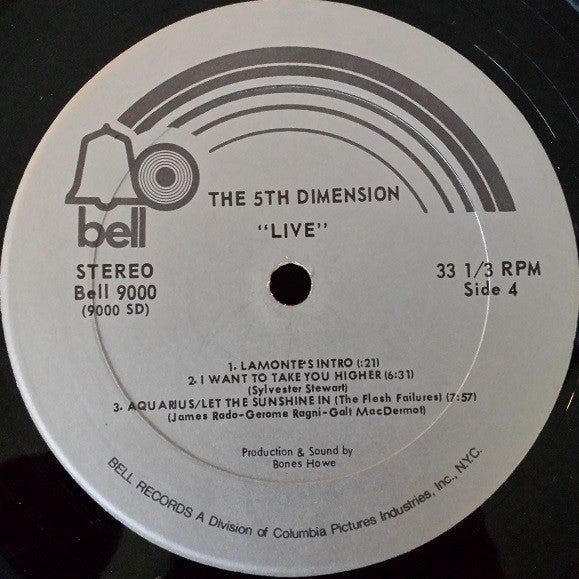 bell
THE 5TH DIMENSION
"LIVE"
STEREO
Bell 9000
(9000 SD)
33 1/3 RPM
Side 4
1. LAMONTE'S INTRO (:21)
2. I WANT TO TAKE YOU HIGHER (6:31)
(Sylvester Stewart)
3. AQUARIUS/LET THE SUNSHINE IN (The Flesh Failures) (7:57)
(James Rado-Gerome Ragni-Galt MacDermot)
Production & Sound by
Bones Howe
BELL RECORDS A Division of Columbia Pictures Industries, Inc., N.Y.C.